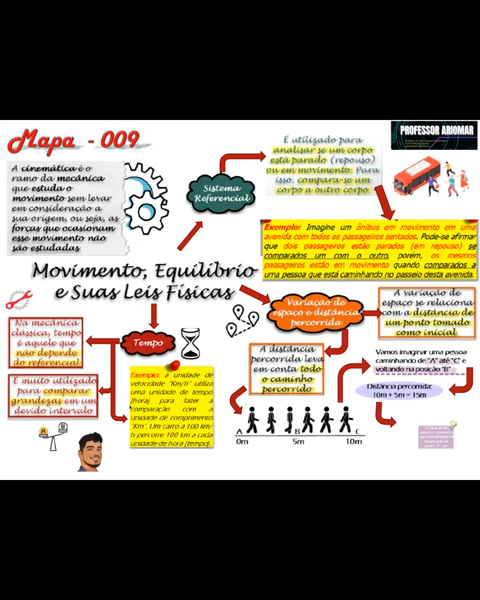 Mapa - 009
PROFESSOR ARIOMAR
A cinemática é o
ramo da mecânica
que estuda o
movimento sem levar
em consideração a
sua origem, ou seja, as
forças que ocasionam
esse movimento não
são estudadas
Sistema
Referencial
É utilizado para
analisar se um corpo
está parado (repouso)
ou em movimento. Para
isso, compara-se um
corpo a outro corpo.
Exemplo: Imagine um ônibus em movimento em uma
avenida com todos os passageiros sentados. Pode-se afirmar
que dois passageiros estão parados (em repouso) se
comparados um com o outro, porém, os mesmos
passageiros estão em movimento quando comparados a
uma pessoa que está caminhando no passeio desta avenida.
Movimento, Equilíbrio
e Suas Leis Físicas
Variação de
espaço e distância
percorrida
A variação de
espaço se relaciona
com a distância de
um ponto tomado
como inicial
Na mecânica
clássica, tempo
é aquele que
não depende
do referencial
Tempo
É muito utilizado
para comparar
grandezas em um
devido intervalo
Exemplo: a unidade de
velocidade "Km/h" utiliza
uma unidade de tempo
(hora) para fazer a
comparação com a
unidade de comprimento
"Km". Um carro a 100 km/
h percorre 100 km a cada
unidade de hora [tempo].
A distância
percorrida leva
em conta todo
o caminho
percorrido
Vamos imaginar uma pessoa
caminhando de "A" até "C" e
voltando na posição "B"
Distância percorrida:
10m + 5m = 15m
A B C
0m 5m 10m